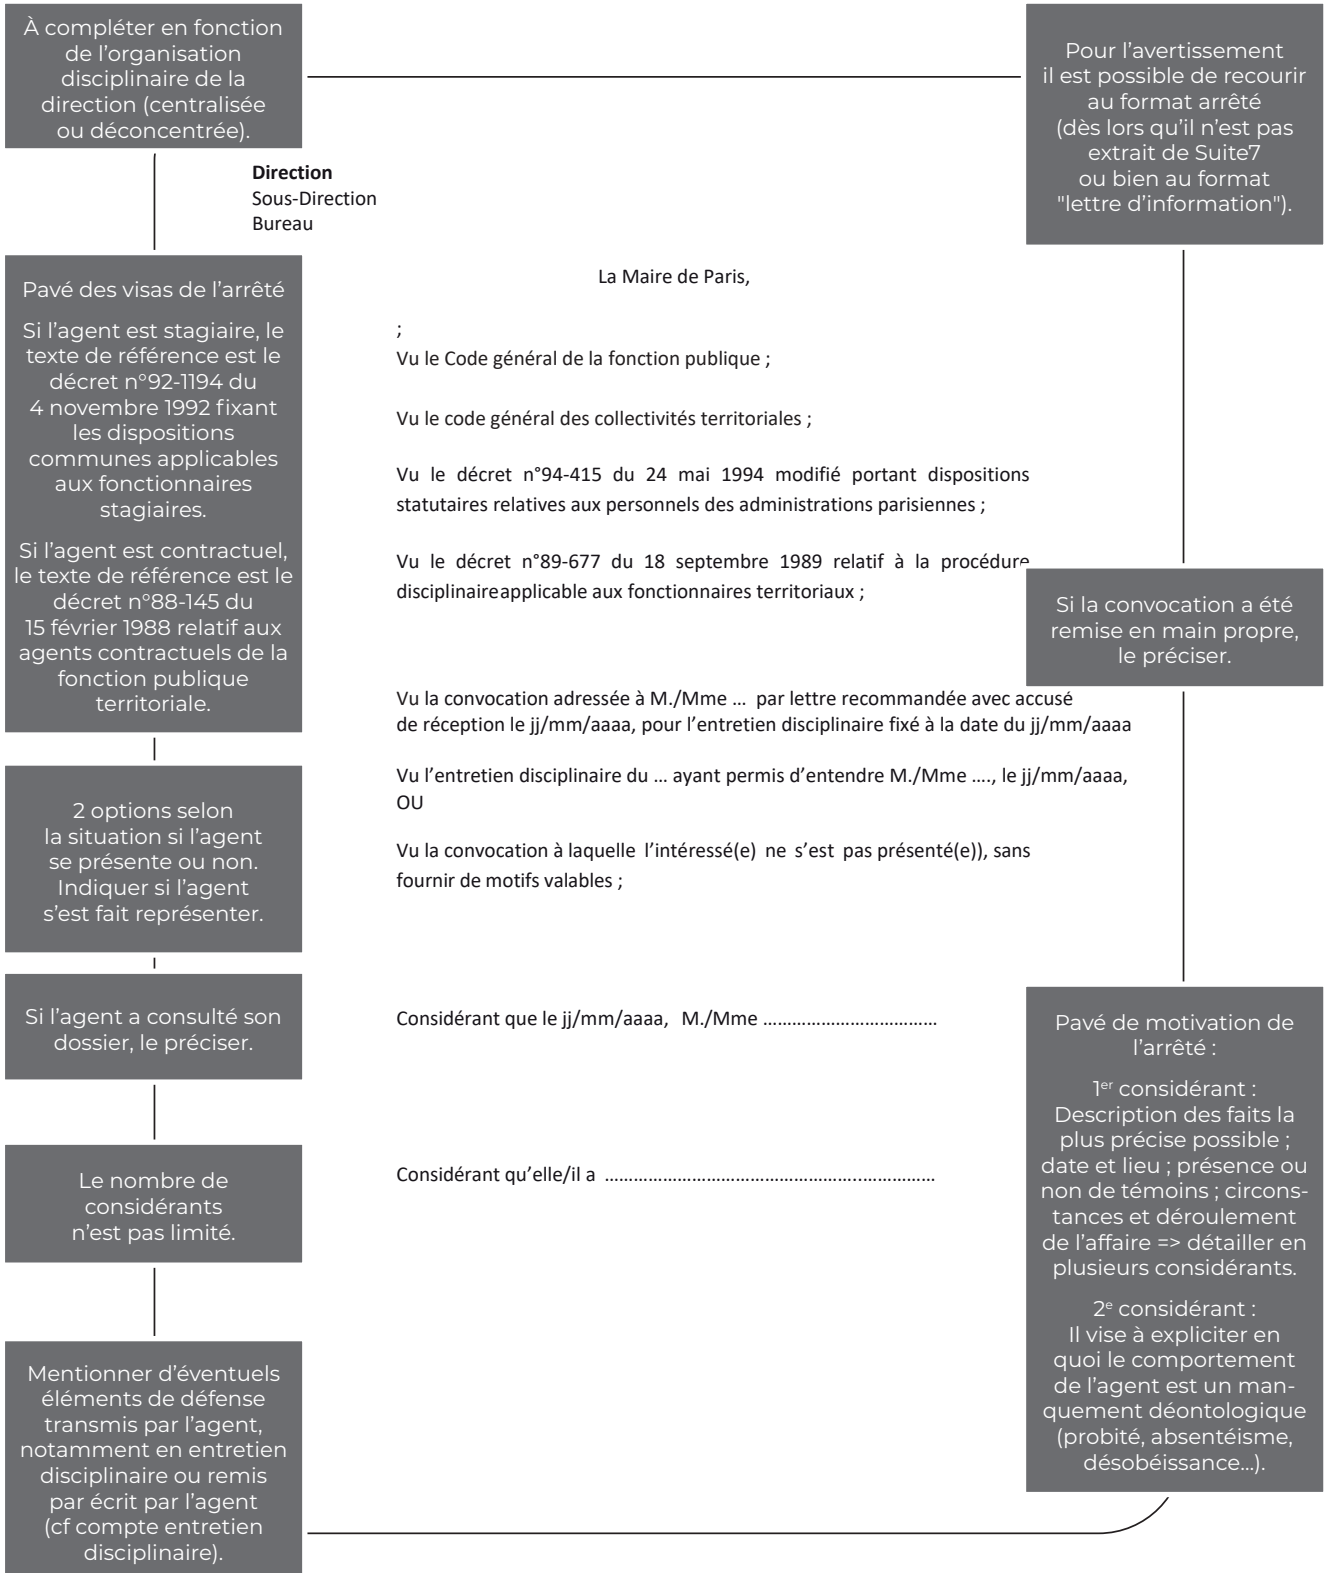 À compléter en fonction
de l'organisation
disciplinaire de la
direction (centralisée
ou déconcentrée).
Pour l'avertissement
il est possible de recourir
au format arrêté
(dès lors qu'il n'est pas
extrait de Suite7
ou bien au format
"lettre d'information").
Direction
Sous-Direction
Bureau
Pavé des visas de l'arrêté
Si l'agent est stagiaire, le
texte de référence est le
décret n°92-1194 du
4 novembre 1992 fixant
les dispositions
communes applicables
aux fonctionnaires
stagiaires.
Si l'agent est contractuel,
le texte de référence est le
décret n°88-145 du
15 février 1988 relatif aux
agents contractuels de la
fonction publique
territoriale.
La Maire de Paris,
;
Vu le Code général de la fonction publique ;
Vu le code général des collectivités territoriales ;
Vu le décret n°94-415 du 24 mai 1994 modifié portant dispositions
statutaires relatives aux personnels des administrations parisiennes ;
Vu le décret n°89-677 du 18 septembre 1989 relatif à la procédure
disciplinaireapplicable aux fonctionnaires territoriaux ;
Si la convocation a été
remise en main propre,
le préciser.
Vu la convocation adressée à M./Mme … par lettre recommandée avec accusé
de réception le jj/mm/aaaa, pour l'entretien disciplinaire fixé à la date du jj/mm/aaaa
2 options selon
la situation si l'agent
se présente ou non.
Indiquer si l'agent
s'est fait représenter.
Vu l'entretien disciplinaire du … ayant permis d'entendre M./Mme …., le jj/mm/aaaa,
OU
Vu la convocation à laquelle l'intéressé(e) ne s'est pas présenté(e)), sans
fournir de motifs valables ;
Si l'agent a consulté son
dossier, le préciser.
Considérant que le jj/mm/aaaa, M./Mme ………………………………
Le nombre de
considérants
n'est pas limité.
Considérant qu'elle/il a …………………………………………..……………
Mentionner d'éventuels
éléments de défense
transmis par l'agent,
notamment en entretien
disciplinaire ou remis
par écrit par l'agent
(cf compte entretien
disciplinaire).
Pavé de motivation de
l'arrêté :
1er considérant :
Description des faits la
plus précise possible ;
date et lieu ; présence ou
non de témoins ; circons-
tances et déroulement
de l'affaire => détailler en
plusieurs considérants.
2e considérant :
Il vise à expliciter en
quoi le comportement
de l'agent est un man-
quement déontologique
(probité, absentéisme,
désobéissance…).